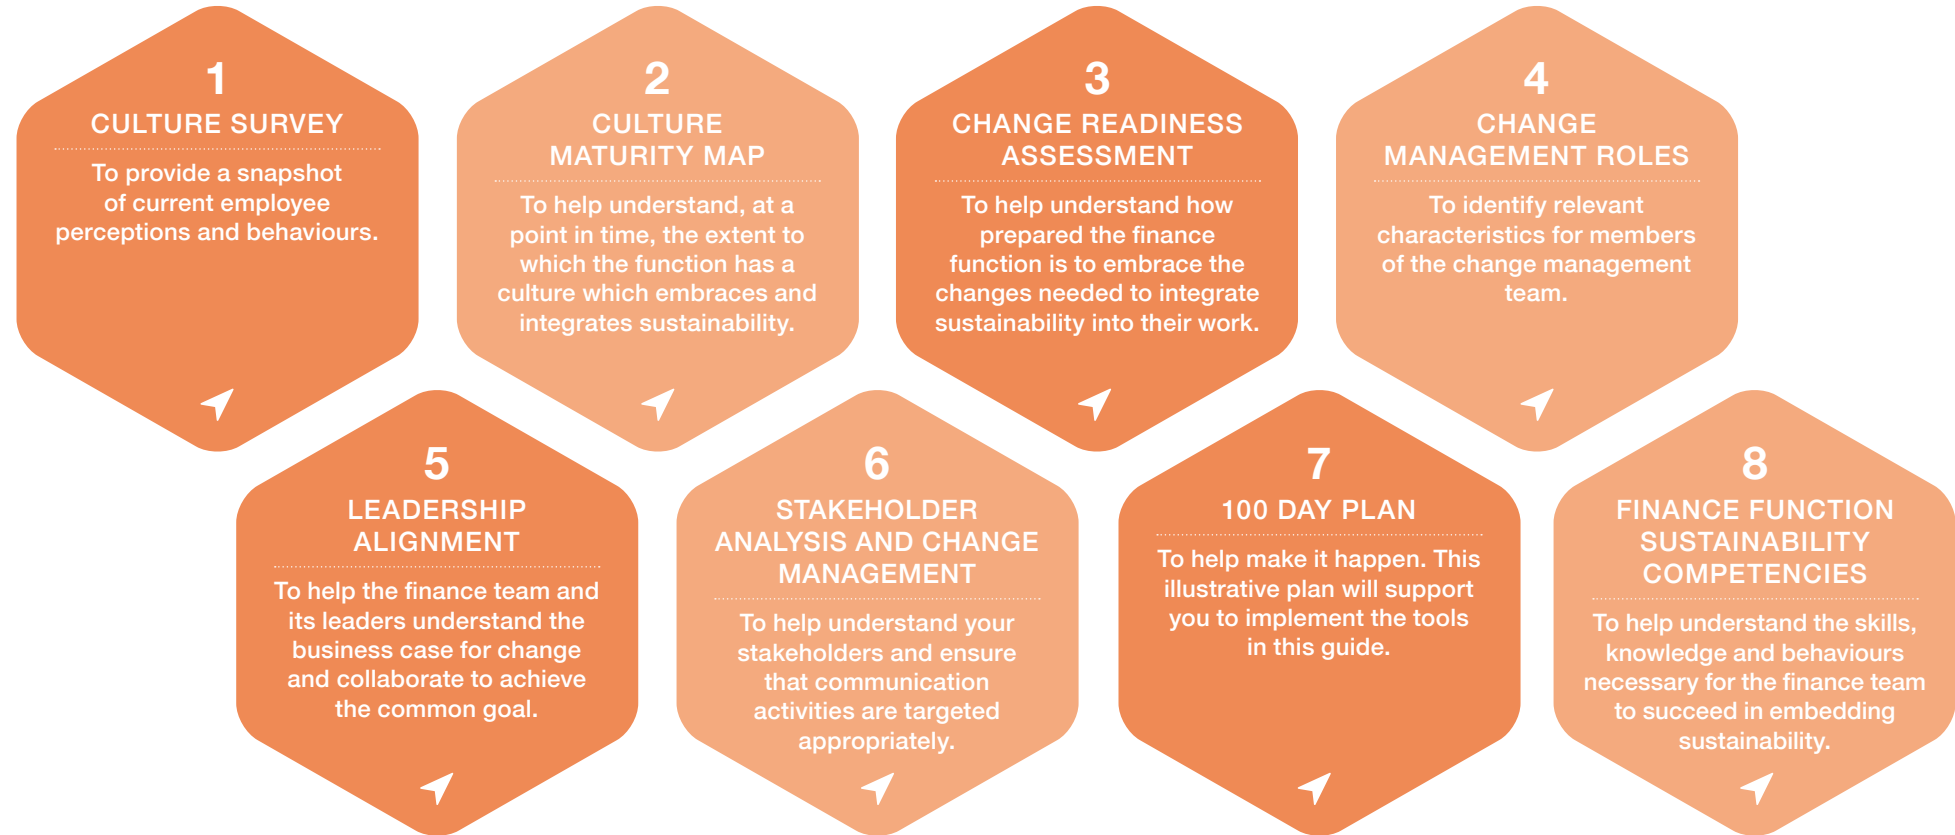 1
CULTURE SURVEY
To provide a snapshot
of current employee
perceptions and behaviours.
2
CULTURE
MATURITY MAP
To help understand, at a
point in time, the extent to
which the function has a
culture which embraces and
integrates sustainability.
3
CHANGE READINESS
ASSESSMENT
To help understand how
prepared the finance
function is to embrace the
changes needed to integrate
sustainability into their work.
4
CHANGE
MANAGEMENT ROLES
To identify relevant
characteristics for members
of the change management
team.
5
LEADERSHIP
ALIGNMENT
To help the finance team and
its leaders understand the
business case for change
and collaborate to achieve
the common goal.
6
STAKEHOLDER
ANALYSIS AND CHANGE
MANAGEMENT
To help understand your
stakeholders and ensure
that communication
activities are targeted
appropriately.
7
100 DAY PLAN
To help make it happen. This
illustrative plan will support
you to implement the tools
in this guide.
8
FINANCE FUNCTION
SUSTAINABILITY
COMPETENCIES
To help understand the skills,
knowledge and behaviours
necessary for the finance team
to succeed in embedding
sustainability.